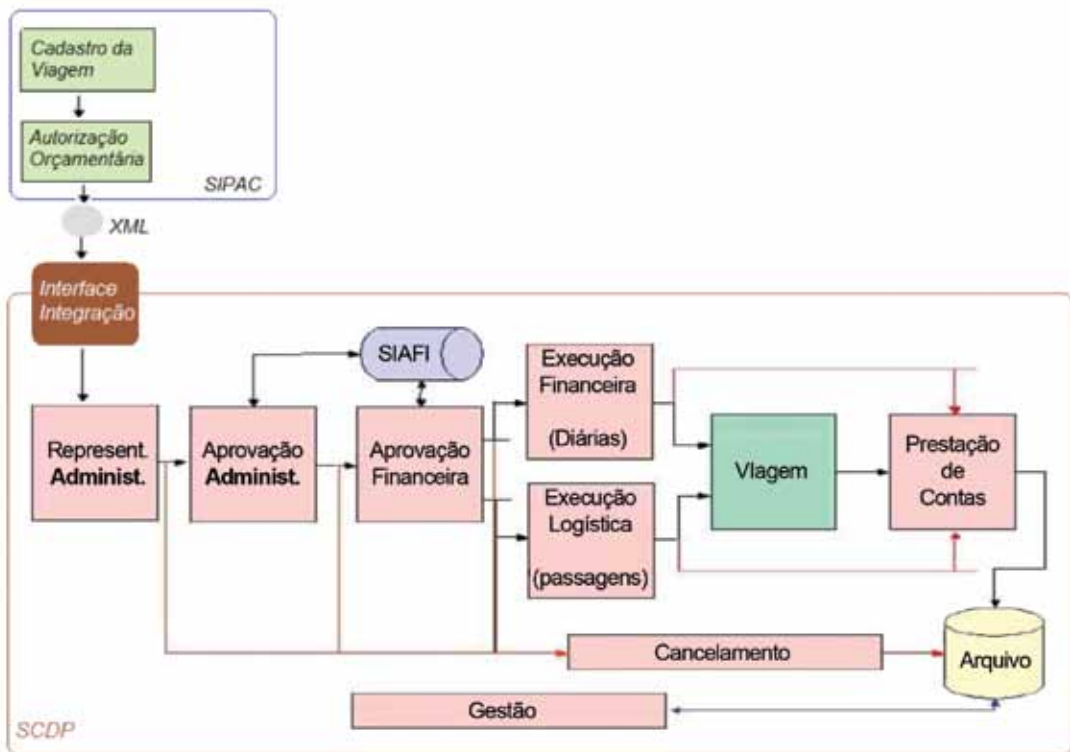 Cadastro da
Viagem
Autorização
Orçamentária
SIPAC
XML
Interface
Integração
SIAFI
Execução
Financeira
(Diárias)
Represent.
Administ.
Aprovação
Administ.
Aprovação
Financeira
VIagem
Prestação
de
Contas
Execução
Logística
(passagens)
Cancelamento
Arquivo
Gestão
SCDP